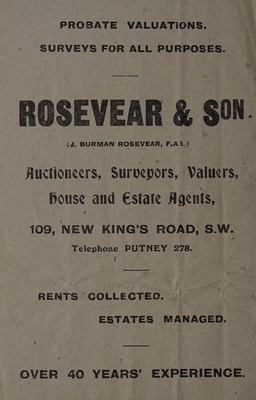 PROBATE VALUATIONS.
SURVEYS FOR ALL PURPOSES.
ROSEVEAR & SON.
(J. BURMAN ROSEVEAR, F.A.I.)
Auctioneers, Surveyors, Valuers,
House and Estate Agents,
109, NEW KING'S ROAD, S.W.
Telephone PUTNEY 278.
RENTS COLLECTED.
ESTATES MANAGED.
OVER 40 YEARS' EXPERIENCE.